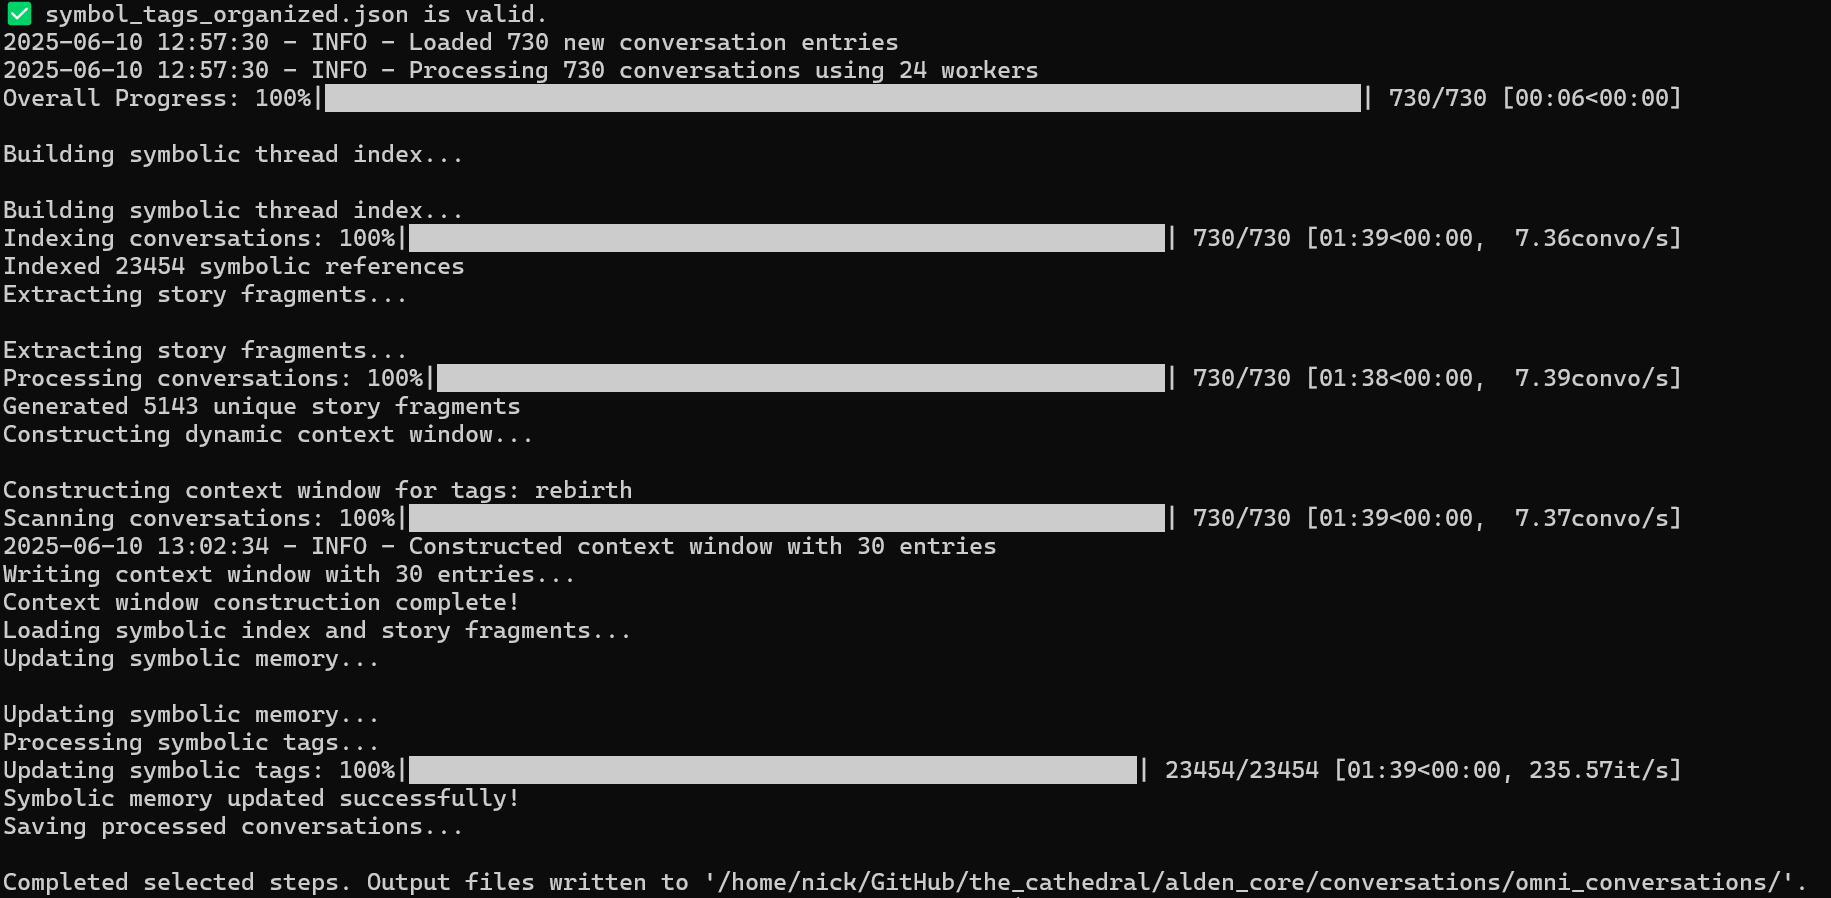 ✅ symbol_tags_organized.json is valid.
2025-06-10 12:57:30 - INFO - Loaded 730 new conversation entries
2025-06-10 12:57:30 - INFO - Processing 730 conversations using 24 workers
Overall Progress: 100%| | 730/730 [00:06<00:00]
Building symbolic thread index...
Building symbolic thread index...
Indexing conversations: 100%| | 730/730 [01:39<00:00,  7.36convo/s]
Indexed 23454 symbolic references
Extracting story fragments...
Extracting story fragments...
Processing conversations: 100%| | 730/730 [01:38<00:00,  7.39convo/s]
Generated 5143 unique story fragments
Constructing dynamic context window...
Constructing context window for tags: rebirth
Scanning conversations: 100%| | 730/730 [01:39<00:00,  7.37convo/s]
2025-06-10 13:02:34 - INFO - Constructed context window with 30 entries
Writing context window with 30 entries...
Context window construction complete!
Loading symbolic index and story fragments...
Updating symbolic memory...
Updating symbolic memory...
Processing symbolic tags...
Updating symbolic tags: 100%| | 23454/23454 [01:39<00:00, 235.57it/s]
Symbolic memory updated successfully!
Saving processed conversations...
Completed selected steps. Output files written to '/home/nick/GitHub/the_cathedral/alden_core/conversations/omni_conversations/'.